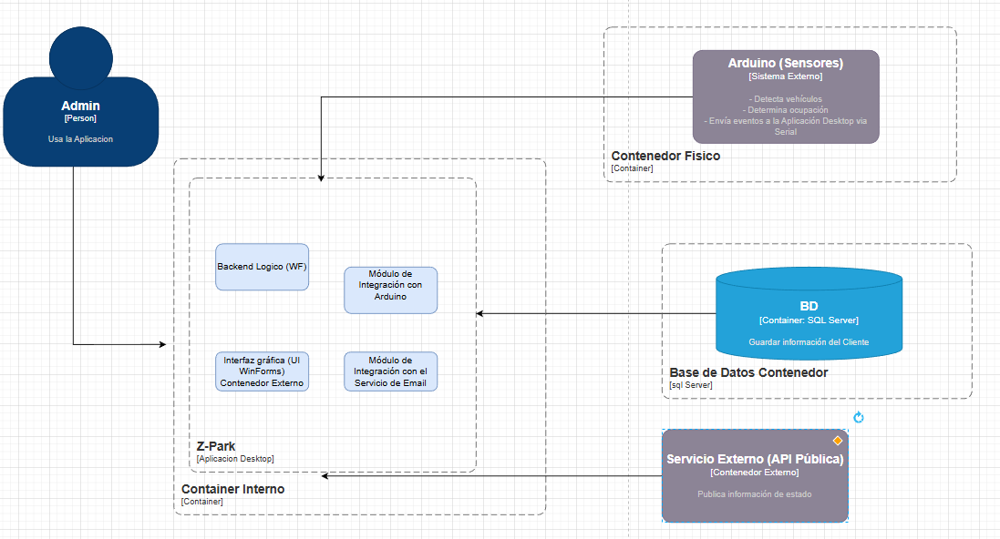 Admin
[Person]
Usa la Aplicacion
Arduino (Sensores)
[Sistema Externo]
- Detecta vehículos
- Determina ocupación
- Envía eventos a la Aplicación Desktop via
Serial
Contenedor Fisico
[Container]
Backend Logico (WF)
Módulo de
Integración con
Arduino
Interfaz gráfica (UI
WinForms)
Contenedor Externo
Módulo de
Integración con el
Servicio de Email
Z-Park
[Aplicacion Desktop]
Container Interno
[Container]
BD
[Container: SQL Server]
Guardar información del Cliente
Base de Datos Contenedor
[sql Server]
Servicio Externo (API Pública)
[Contenedor Externo]
Publica información de estado